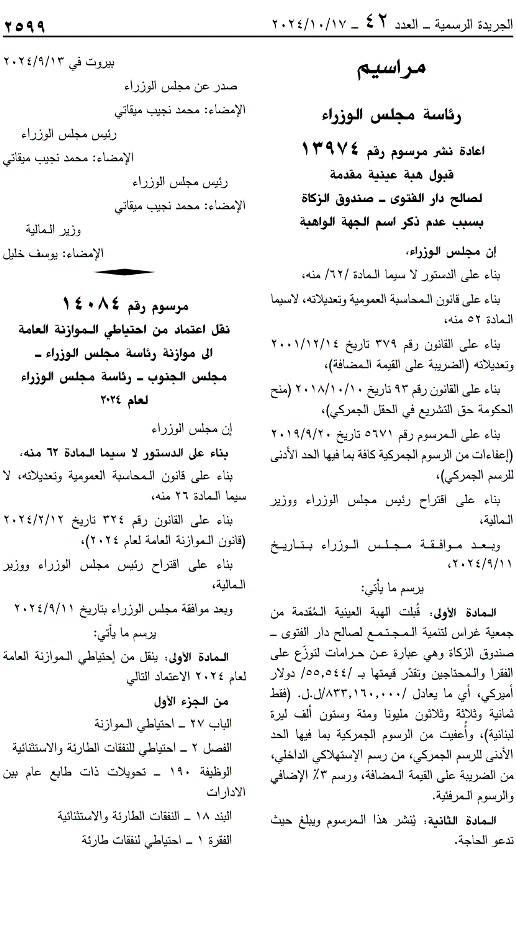 الجريدة الرسمية ــ العدد ٤٢ ــ ٢٠٢٤/١٠/١٧
٢٥٩٩
مراسيم
رئاسة مجلس الوزراء
اعادة نشر مرسوم رقم ١٣٩٧٤
قبول هبة عينية مقدمة
لصالح دار الفتوى ــ صندوق الزكاة
بسبب عدم ذكر اسم الجهة الواهبة
إن مجلس الوزراء،
بناء على الدستور لا سيما المادة /٦٢/ منه،
بناء على قانون المحاسبة العمومية وتعديلاته، لاسيما
المادة ٥٢ منه،
بناء على القانون رقم ٣٧٩ تاريخ ٢٠٠١/١٢/١٤
وتعديلاته (الضريبة على القيمة المضافة)،
بناء على القانون رقم ٩٣ تاريخ ٢٠١٨/١٠/١٠ (منح
الحكومة حق التشريع في الحقل الجمركي)،
بناء على المرسوم رقم ٥٦٧١ تاريخ ٢٠١٩/٩/٢٠
(إعفاءات من الرسوم الجمركية كافة بما فيها الحد الأدنى
للرسم الجمركي)،
بناء على اقتراح رئيس مجلس الوزراء ووزير
المالية،
وبعد موافقة مجلس الوزراء بتاريخ
٢٠٢٤/٩/١١،
يرسم ما يأتي:
المادة الأولى: قُبلت الهبة العينية المُقدمة من
جمعية غراس لتنمية المجتمع لصالح دار الفتوى ــ
صندوق الزكاة وهي عبارة عن حرامات لنوزّع على
الفقرا والمحتاجين وتقدّر قيمتها بـ /٥٥,٥٤٤/ دولار
أميركي، أي ما يعادل /٨٣٣,١٦٠,٠٠٠/ل.ل. (فقط
ثمانية وثلاثة وثلاثون مليونا ومئة وستون ألف ليرة
لبنانية)، وأُعفيت من الرسوم الجمركية بما فيها الحد
الأدنى للرسم الجمركي، من رسم الإستهلاكي الداخلي،
من الضريبة على القيمة المضافة، ورسم ٣٪ الإضافي
والرسوم المرفئية.
المادة الثانية: يُنشر هذا المرسوم ويبلغ حيث
تدعو الحاجة.
بيروت في ٢٠٢٤/٩/١٣
صدر عن مجلس الوزراء
الإمضاء: محمد نجيب ميقاتي
رئيس مجلس الوزراء
الإمضاء: محمد نجيب ميقاتي
رئيس مجلس الوزراء
الإمضاء: محمد نجيب ميقاتي
وزير المالية
الإمضاء: يوسف خليل
مرسوم رقم ١٤٠٨٤
نقل اعتماد من احتياطي الموازنة العامة
الى موازنة رئاسة مجلس الوزراء ــ
مجلس الجنوب ــ رئاسة مجلس الوزراء
لعام ٢٠٢٤
إن مجلس الوزراء
بناء على الدستور لا سيما المادة ٦٢ منه،
بناء على قانون المحاسبة العمومية وتعديلاته، لا
سيما المادة ٢٦ منه،
بناء على القانون رقم ٣٢٤ تاريخ ٢٠٢٤/٢/١٢
(قانون الموازنة العامة لعام ٢٠٢٤)،
بناء على اقتراح رئيس مجلس الوزراء ووزير
المالية،
وبعد موافقة مجلس الوزراء بتاريخ ٢٠٢٤/٩/١١
يرسم ما يأتي:
المادة الأولى: ينقل من إحتياطي الموازنة العامة
لعام ٢٠٢٤ الاعتماد التالي
من الجزء الأول
الباب ٢٧ ــ احتياطي الموازنة
الفصل ٢ ــ احتياطي للنفقات الطارئة والاستثنائية
الوظيفة ١٩٠ ــ تحويلات ذات طابع عام بين
الادارات
البند ١٨ ــ النفقات الطارئة والاستثنائية
الفقرة ١ ــ احتياطي لنفقات طارئة